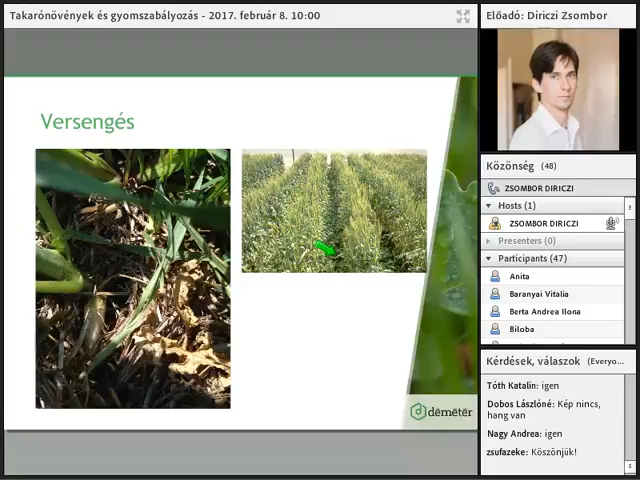 Takarónövények és gyomszabályozás - 2017. február 8. 10:00
Versengés
demeter
Előadó: Diriczi Zsombor
Közönség (48)
ZSOMBOR DIRICZI
Hosts (1)
ZSOMBOR DIRICZI
Presenters (0)
Participants (47)
Anita
Baranyai Vitalia
Berta Andrea Ilona
Biloba
Kérdések, válaszok (Everyo...
Tóth Katalin: igen
Dobos Lászlóné: Kép nincs,
hang van
Nagy Andrea: igen
zsufazeke: Köszönjük!